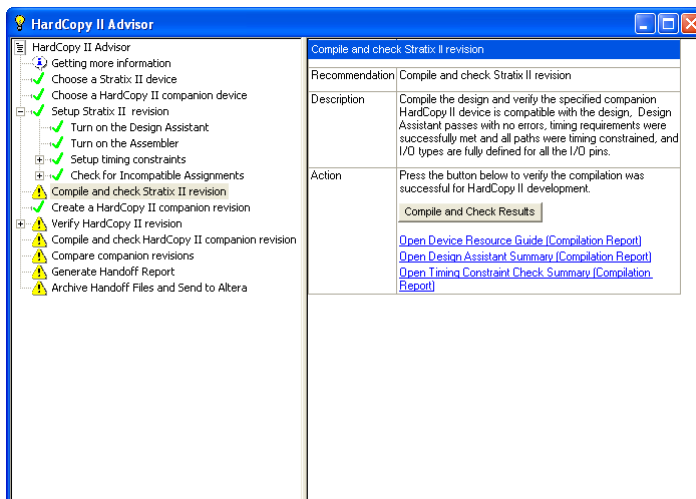 HardCopy II Advisor
HardCopy II Advisor
Getting more information
Choose a Stratix II device
Choose a HardCopy II companion device
Setup Stratix II revision
Turn on the Design Assistant
Turn on the Assembler
Setup timing constraints
Check for Incompatible Assignments
Compile and check Stratix II revision
Create a HardCopy II companion revision
Verify HardCopy II revision
Compile and check HardCopy II companion revision
Compare companion revisions
Generate Handoff Report
Archive Handoff Files and Send to Altera
Compile and check Stratix II revision
Recommendation Compile and check Stratix II revision
Description Compile the design and verify the specified companion
HardCopy II device is compatible with the design, Design
Assistant passes with no errors, timing requirements were
successfully met and all paths were timing constrained, and
I/O types are fully defined for all the I/O pins.
Action Press the button below to verify the compilation was
successful for HardCopy II development.
Compile and Check Results
Open Device Resource Guide (Compilation Report)
Open Design Assistant Summary (Compilation Report)
Open Timing Constraint Check Summary (Compilation
Report)